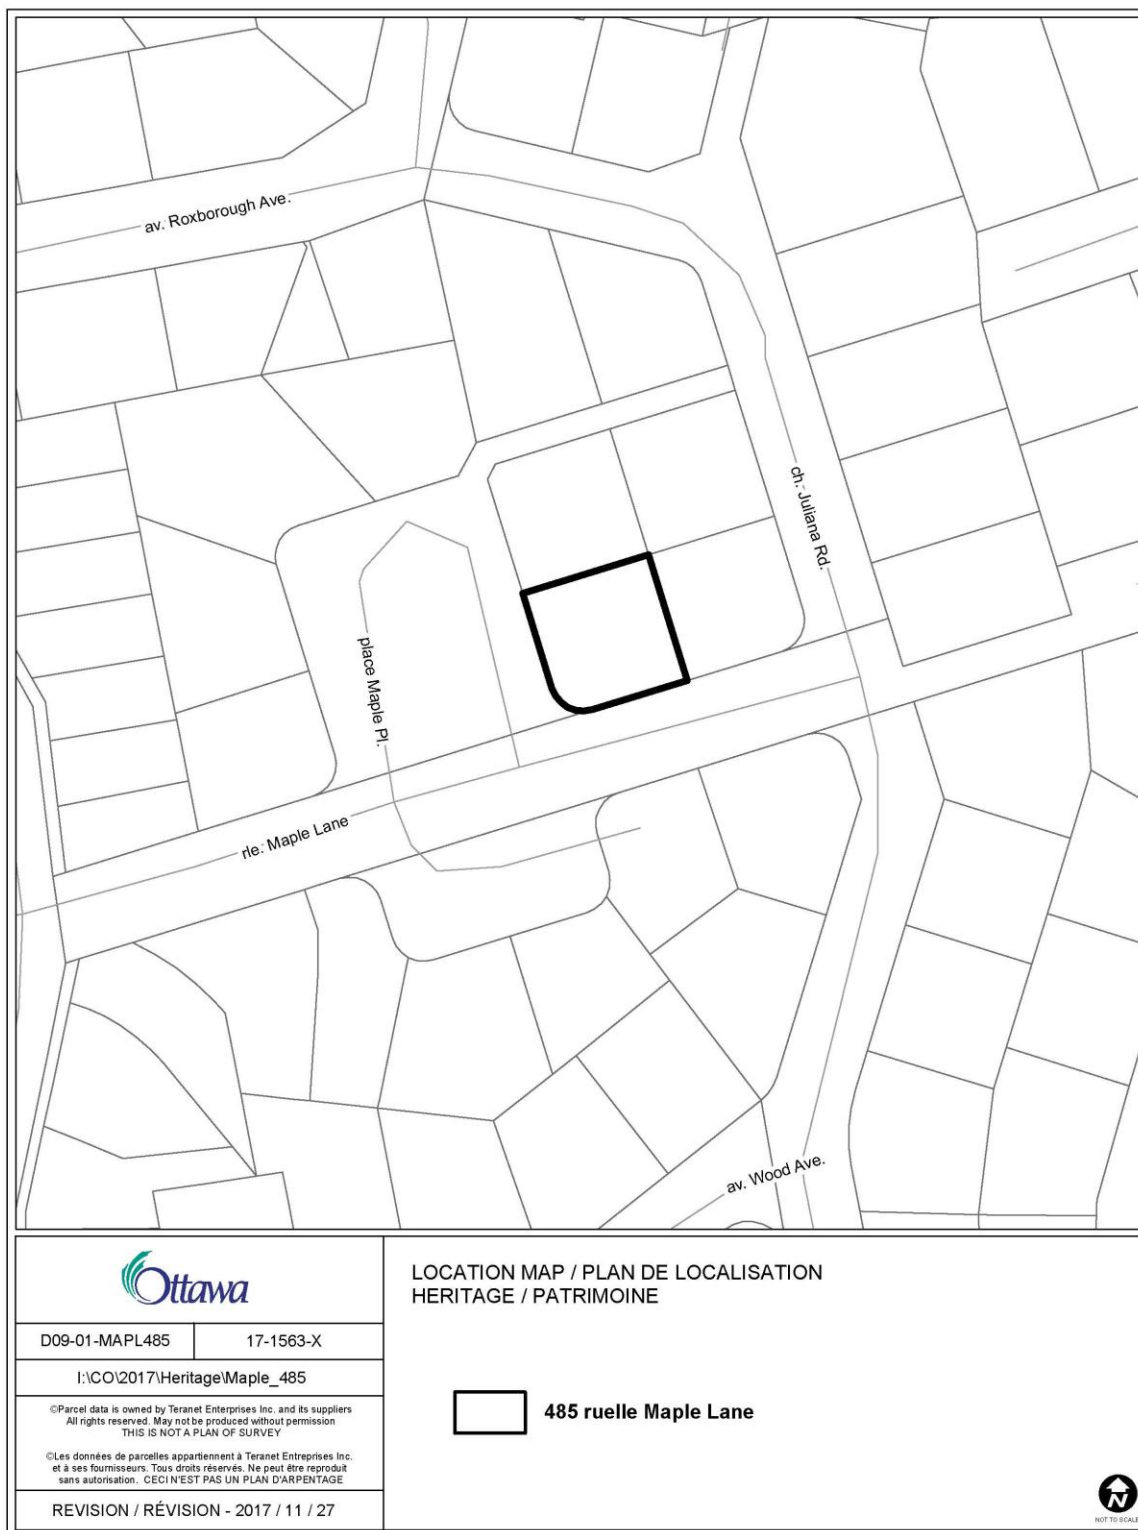 av. Roxborough Ave.
ch. Juliana Rd.
place Maple Pl.
rle. Maple Lane
av. Wood Ave.
Ottawa
D09-01-MAPL485
17-1563-X
I:\CO\2017\Heritage\Maple_485
©Parcel data is owned by Teranet Enterprises Inc. and its suppliers
All rights reserved. May not be produced without permission
THIS IS NOT A PLAN OF SURVEY
©Les données de parcelles appartiennent à Teranet Entreprises Inc.
et à ses fournisseurs. Tous droits réservés. Ne peut être reproduit
sans autorisation. CECI N'EST PAS UN PLAN D'ARPENTAGE
REVISION / RÉVISION - 2017 / 11 / 27
LOCATION MAP / PLAN DE LOCALISATION
HERITAGE / PATRIMOINE
485 ruelle Maple Lane
N
NOT TO SCALE